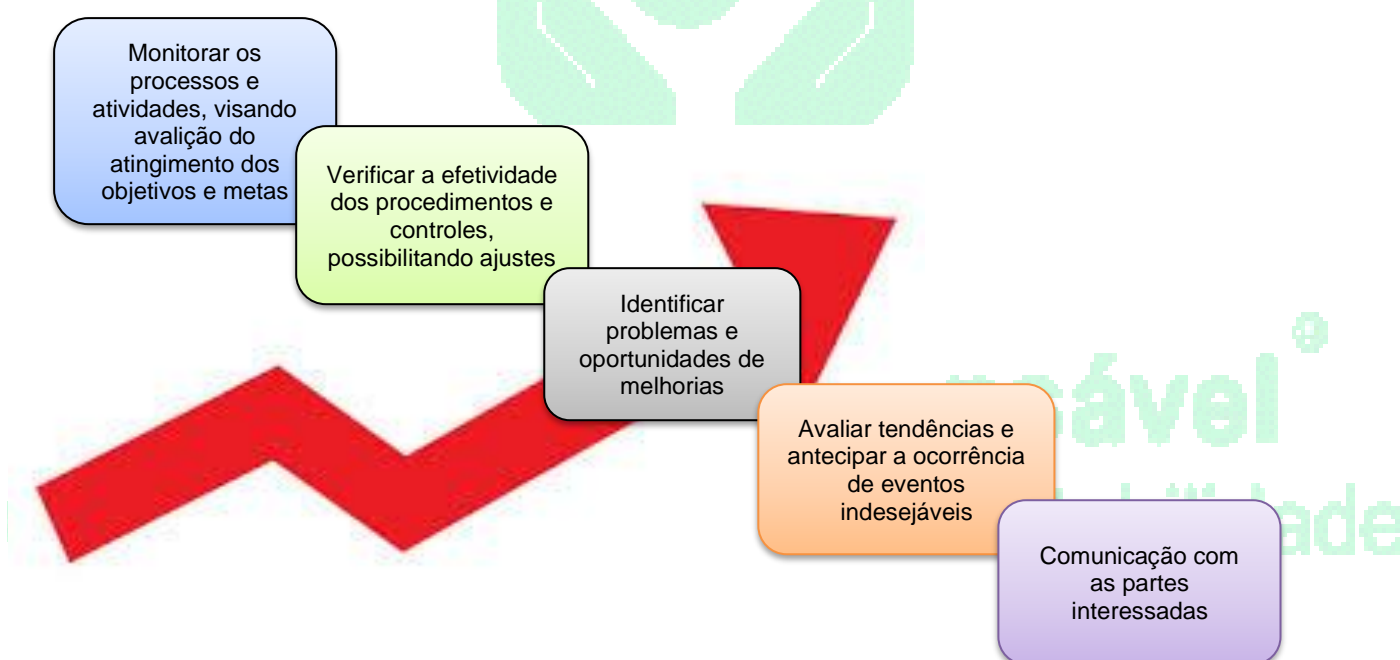 Monitorar os
processos e
atividades, visando
avalição do
atingimento dos
objetivos e metas
Verificar a efetividade
dos procedimentos e
controles,
possibilitando ajustes
Identificar
problemas e
oportunidades de
melhorias
Avaliar tendências e
antecipar a ocorrência
de eventos
indesejáveis
Comunicação com
as partes
interessadas